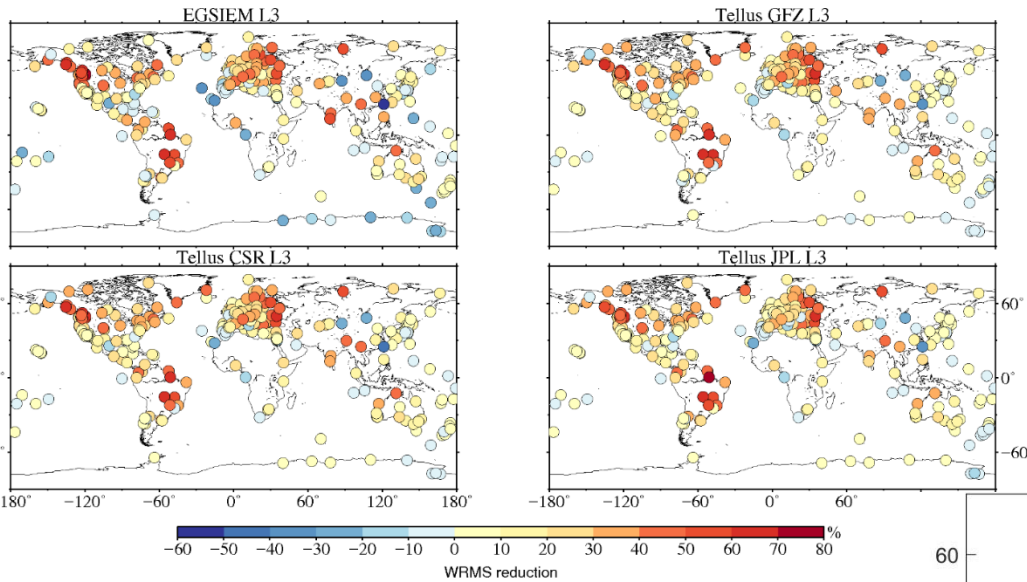 EGSIEM L3
Tellus GFZ L3
Tellus CSR L3
Tellus JPL L3
60°
0°
−60
180 −120 −60 0 60 120 180°
−180 −120 −60 0 60
−60 −50 −40 −30 −20 −10 0 10 20 30 40 50 60 70 80
%
WRMS reduction
60